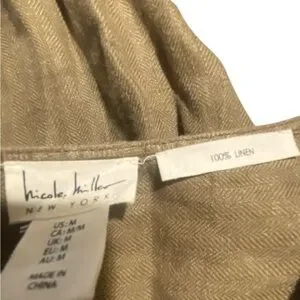 nicole miller
NEW YORK
100% LINEN
US: M
CA: M/M
UK: M
EU: M
AU: M
MADE IN
CHINA